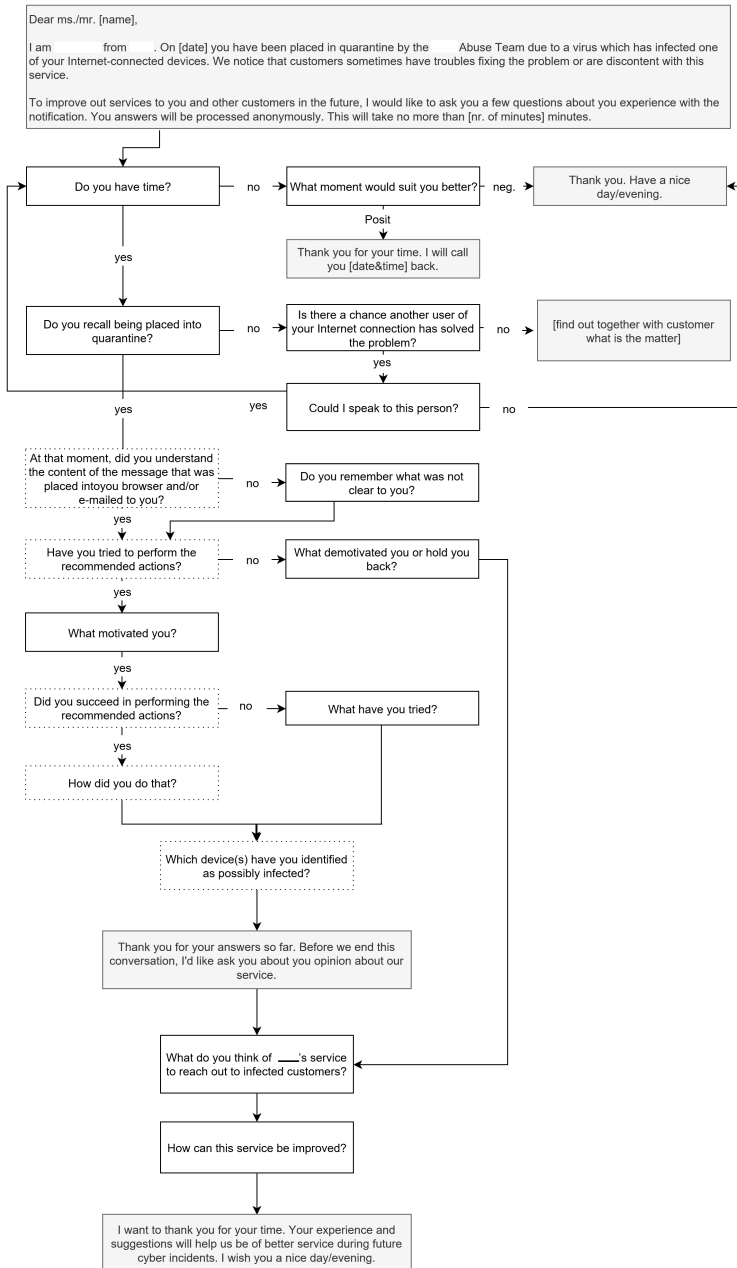 Dear ms./mr. [name],
I am from . On [date] you have been placed in quarantine by the Abuse Team due to a virus which has infected one
of your Internet-connected devices. We notice that customers sometimes have troubles fixing the problem or are discontent with this
service.
To improve out services to you and other customers in the future, I would like to ask you a few questions about you experience with the
notification. You answers will be processed anonymously. This will take no more than [nr. of minutes] minutes.
Do you have time?
no
What moment would suit you better?
neg.
Thank you. Have a nice
day/evening.
Posit
Thank you for your time. I will call
you [date&time] back.
yes
Do you recall being placed into
quarantine?
no
Is there a chance another user of
your Internet connection has solved
the problem?
no
[find out together with customer
what is the matter]
yes
Could I speak to this person?
yes
no
yes
At that moment, did you understand
the content of the message that was
placed intoyou browser and/or
e-mailed to you?
no
Do you remember what was not
clear to you?
yes
Have you tried to perform the
recommended actions?
no
What demotivated you or hold you
back?
yes
What motivated you?
yes
Did you succeed in performing the
recommended actions?
no
What have you tried?
yes
How did you do that?
Which device(s) have you identified
as possibly infected?
Thank you for your answers so far. Before we end this
conversation, I'd like ask you about you opinion about our
service.
What do you think of ___'s service
to reach out to infected customers?
How can this service be improved?
I want to thank you for your time. Your experience and
suggestions will help us be of better service during future
cyber incidents. I wish you a nice day/evening.